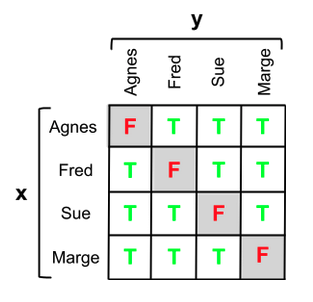 y
Agnes Fred Sue Marge
Agnes F T T T
Fred T F T T
x
Sue T T F T
Marge T T T F